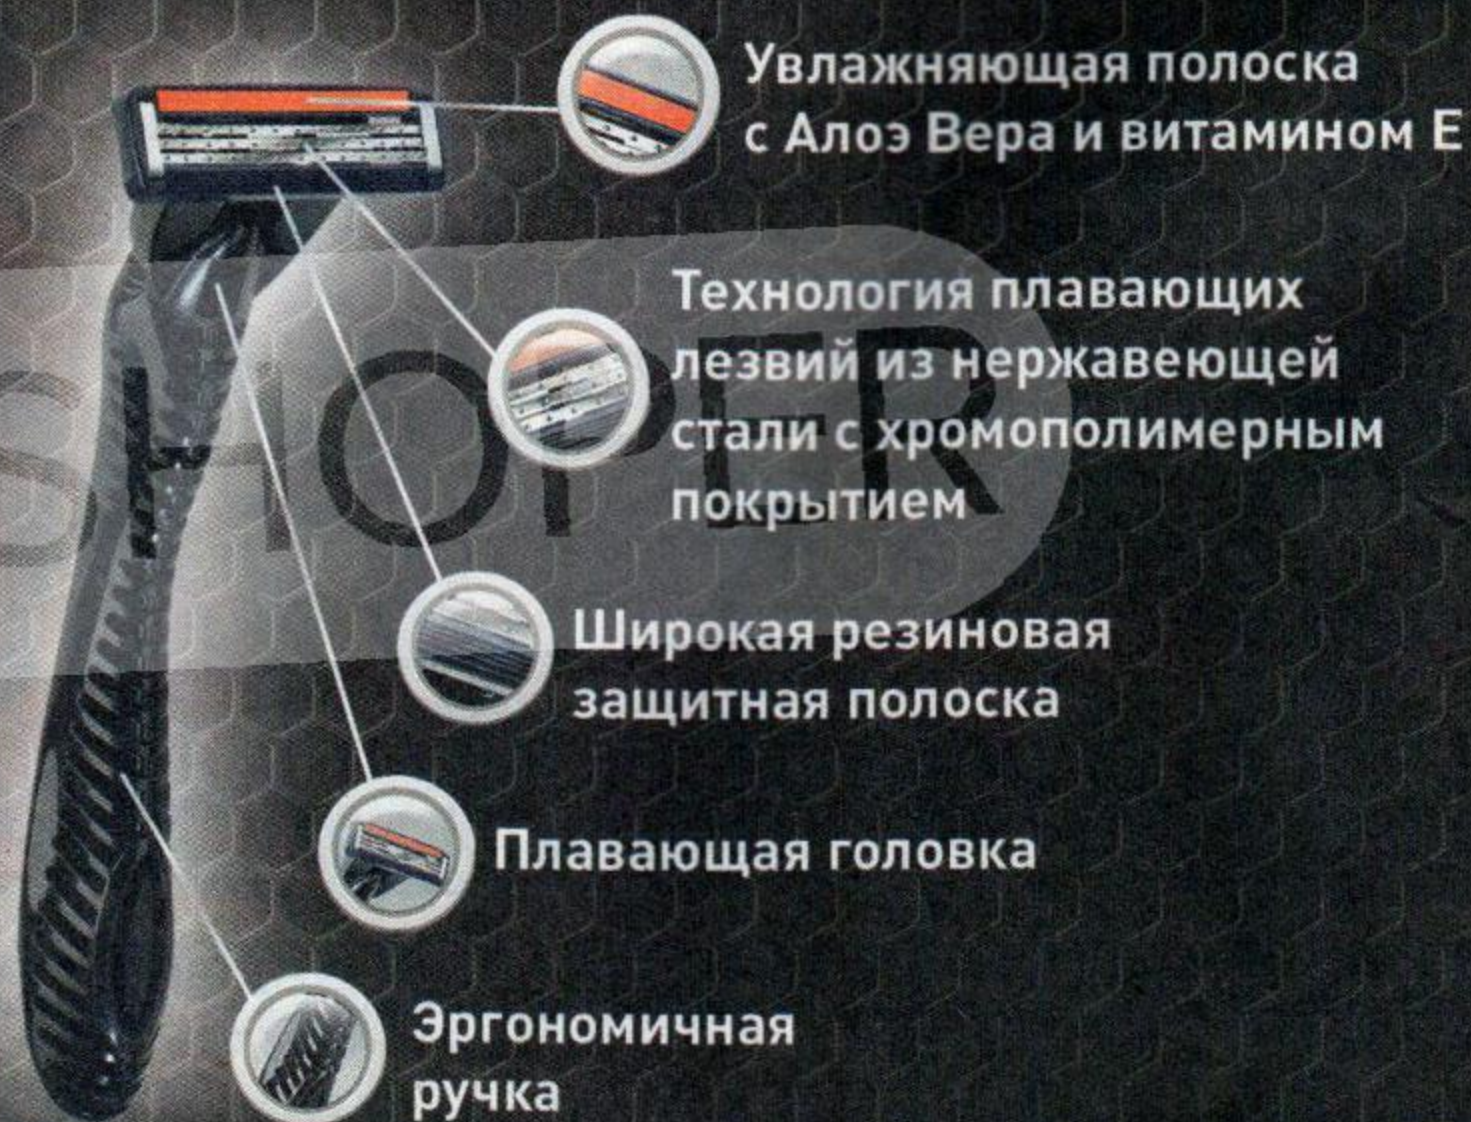 Увлажняющая полоска
с Алоэ Вера и витамином Е
Технология плавающих
лезвий из нержавеющей
стали с хромополимерным
покрытием
SHOPER
Широкая резиновая
защитная полоска
Плавающая головка
Эргономичная
ручка